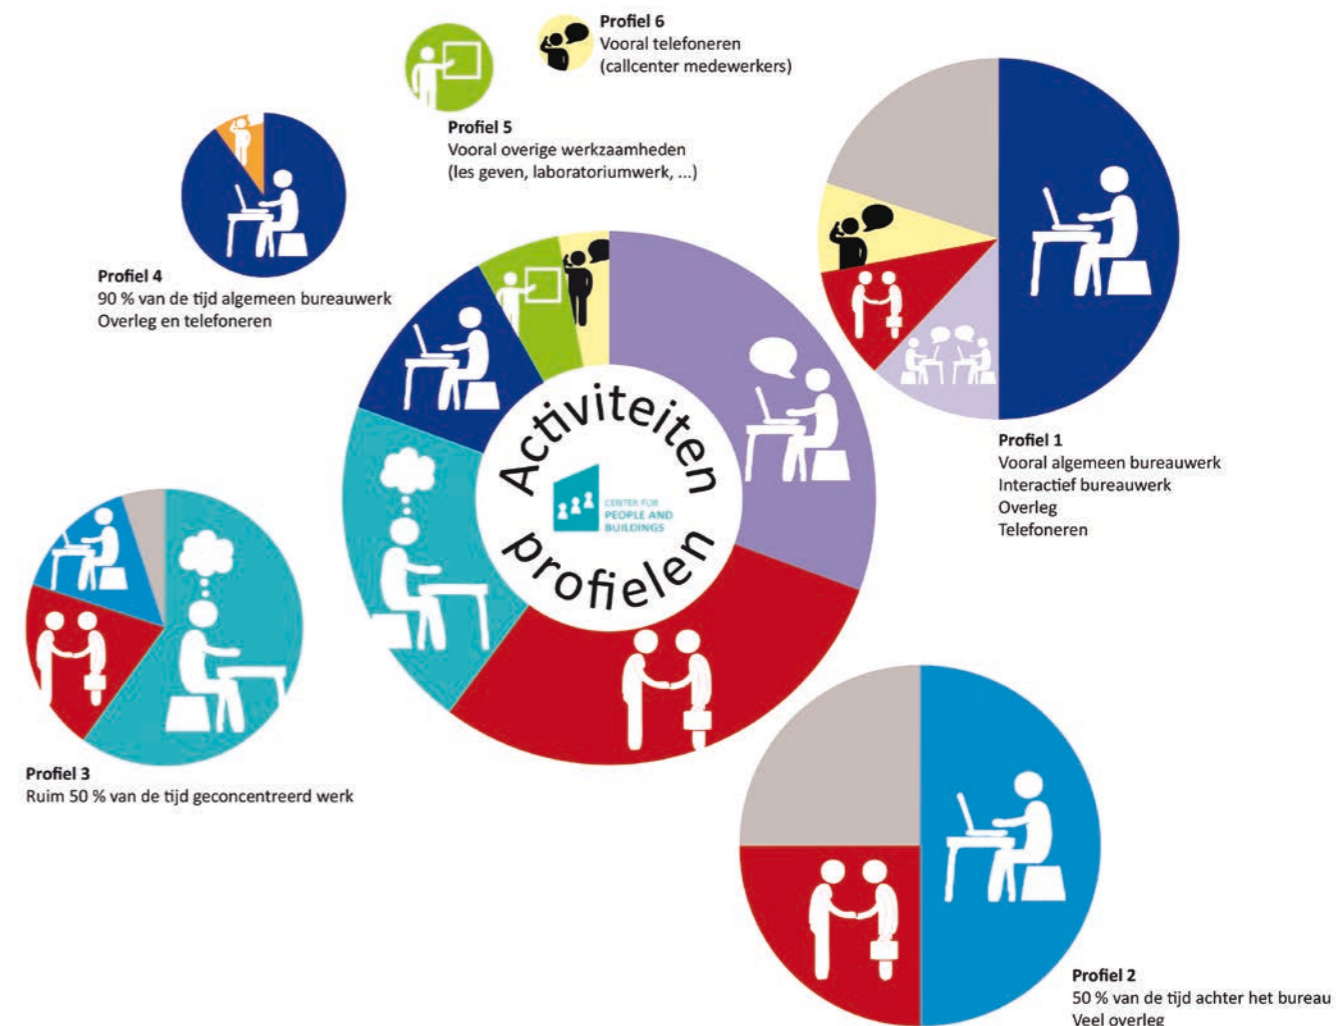 Profiel 6
Vooral telefoneren
(callcenter medewerkers)
Profiel 5
Vooral overige werkzaamheden
(les geven, laboratoriumwerk, ...)
Profiel 4
90 % van de tijd algemeen bureauwerk
Overleg en telefoneren
Activiteiten
profielen
CENTER FOR
PEOPLE AND
BUILDINGS
Profiel 1
Vooral algemeen bureauwerk
Interactief bureauwerk
Overleg
Telefoneren
Profiel 3
Ruim 50 % van de tijd geconcentreerd werk
Profiel 2
50 % van de tijd achter het bureau
Veel overleg